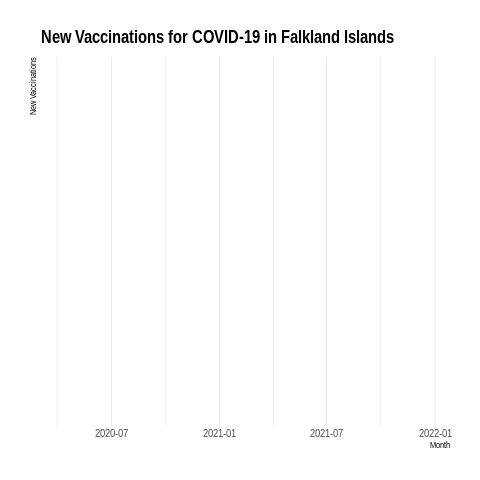 New Vaccinations for COVID-19 in Falkland Islands
New Vaccinations
2020-07
2021-01
2021-07
2022-01
Month